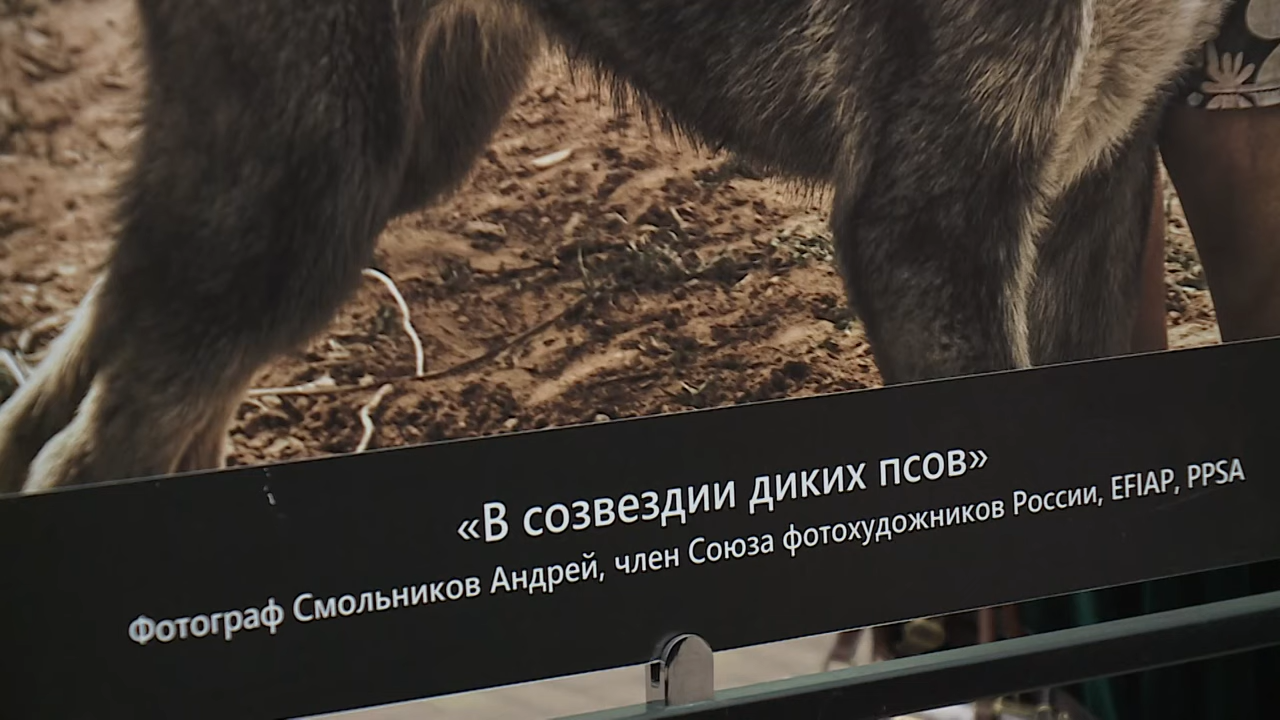 «В созвездии диких псов»
Фотограф Смольников Андрей, член Союза фотохудожников России, EFIAP, PPSA